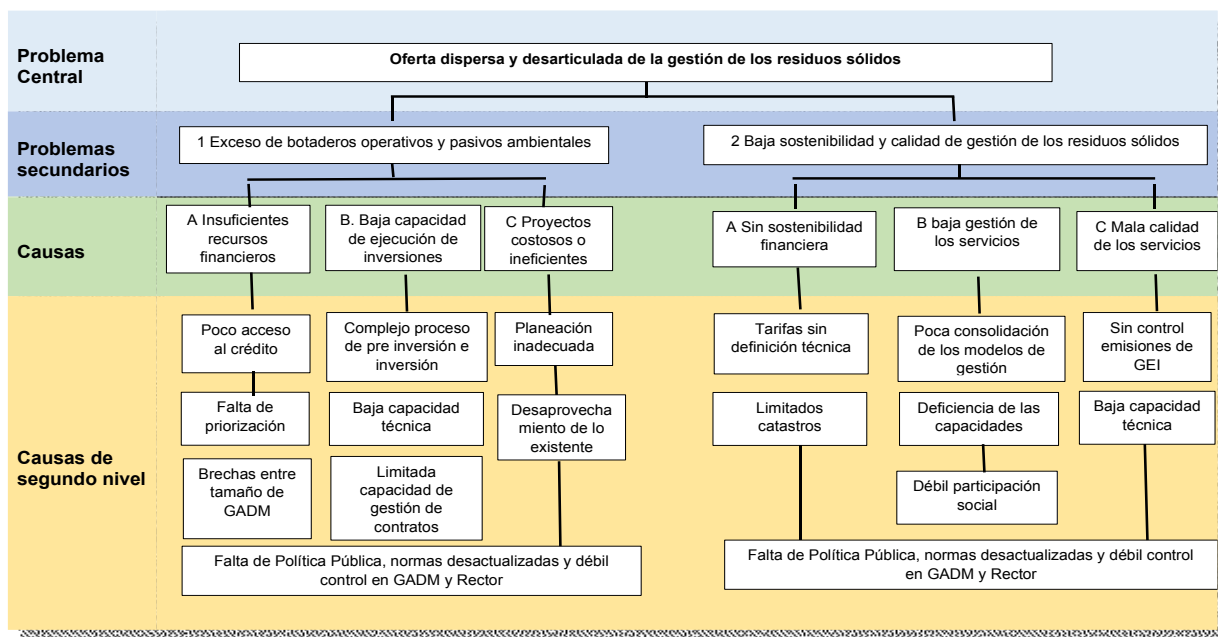 Problema
Central
Oferta dispersa y desarticulada de la gestión de los residuos sólidos
Problemas
secundarios
1 Exceso de botaderos operativos y pasivos ambientales
2 Baja sostenibilidad y calidad de gestión de los residuos sólidos
Causas
A Insuficientes
recursos
financieros
B. Baja capacidad
de ejecución de
inversiones
C Proyectos
costosos o
ineficientes
A Sin sostenibilidad
financiera
B baja gestión de
los servicios
C Mala calidad
de los servicios
Causas de
segundo nivel
Poco acceso
al crédito
Complejo proceso
de pre inversión e
inversión
Planeación
inadecuada
Tarifas sin
definición técnica
Poca consolidación
de los modelos de
gestión
Sin control
emisiones de
GEI
Falta de
priorización
Baja capacidad
técnica
Desaprovecha
miento de lo
existente
Limitados
catastros
Deficiencia de las
capacidades
Baja capacidad
técnica
Brechas entre
tamaño de
GADM
Limitada
capacidad de
gestión de
contratos
Débil participación
social
Falta de Política Pública, normas desactualizadas y débil
control en GADM y Rector
Falta de Política Pública, normas desactualizadas y débil control
en GADM y Rector